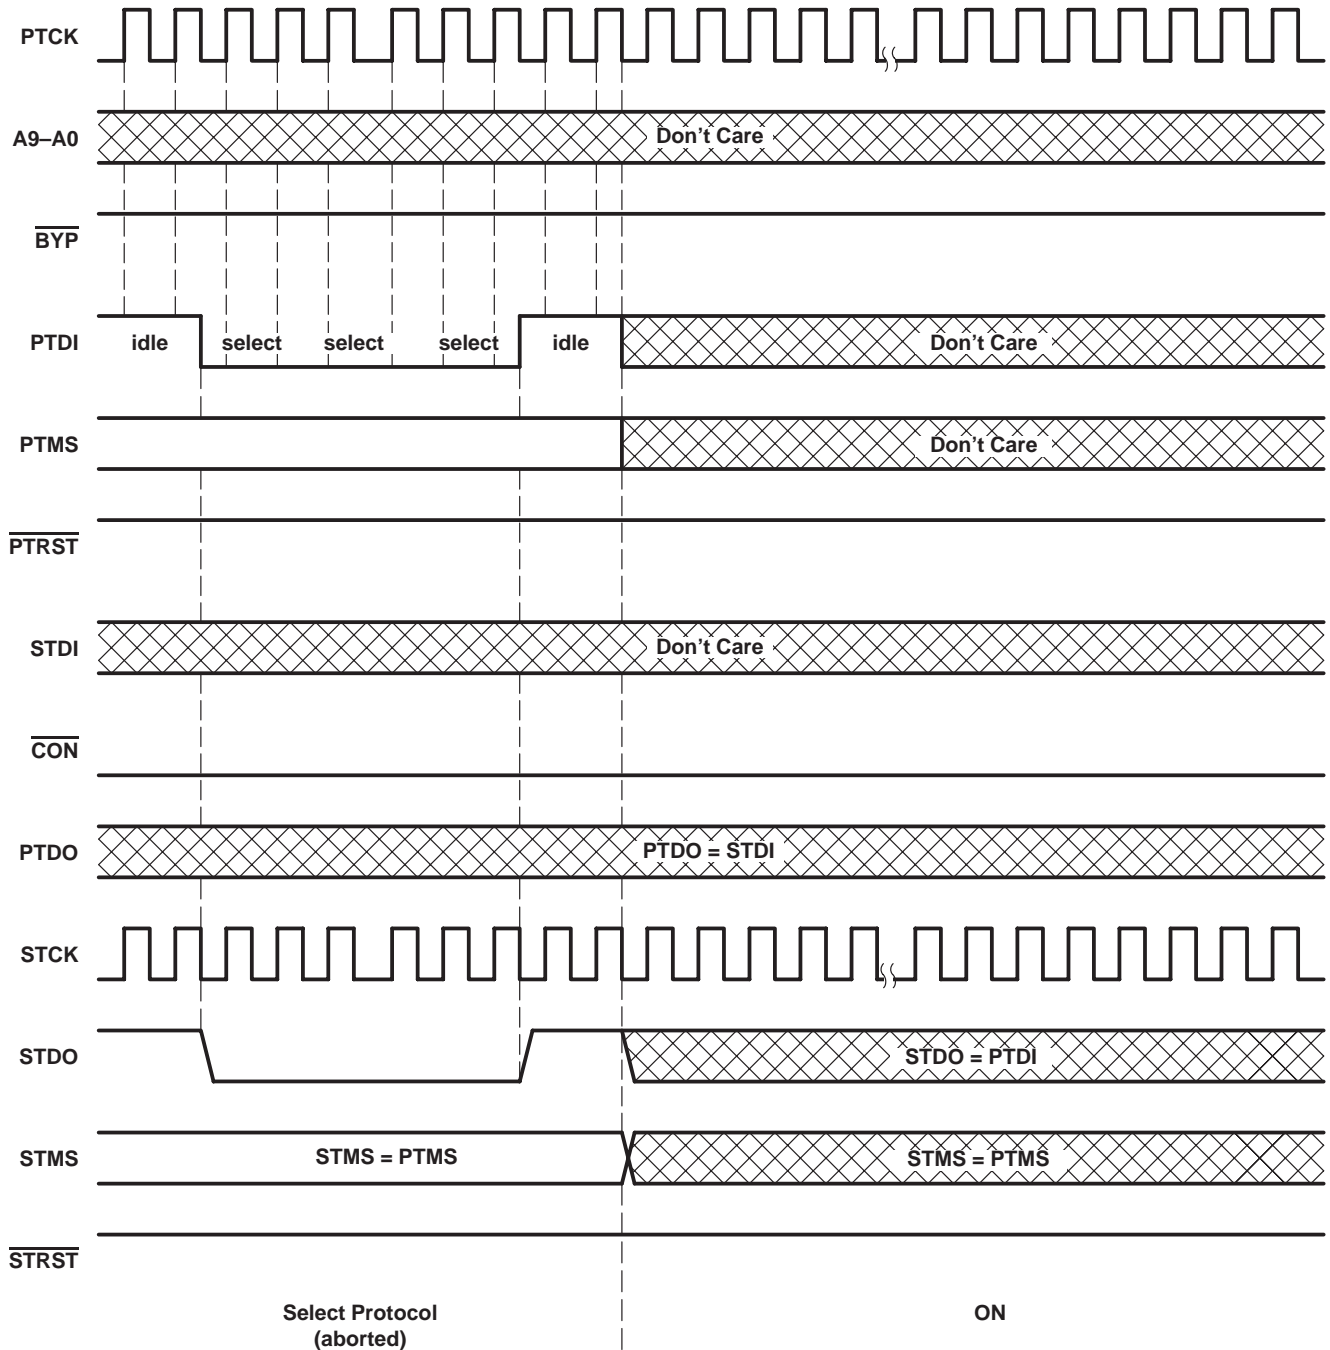 PTCK
A9–A0
Don't Care
BYP
PTDI
idle
select
select
select
idle
Don't Care
PTMS
Don't Care
PTRST
STDI
Don't Care
CON
PTDO
PTDO = STDI
STCK
STDO
STDO = PTDI
STMS
STMS = PTMS
STMS = PTMS
STRST
Select Protocol
(aborted)
ON